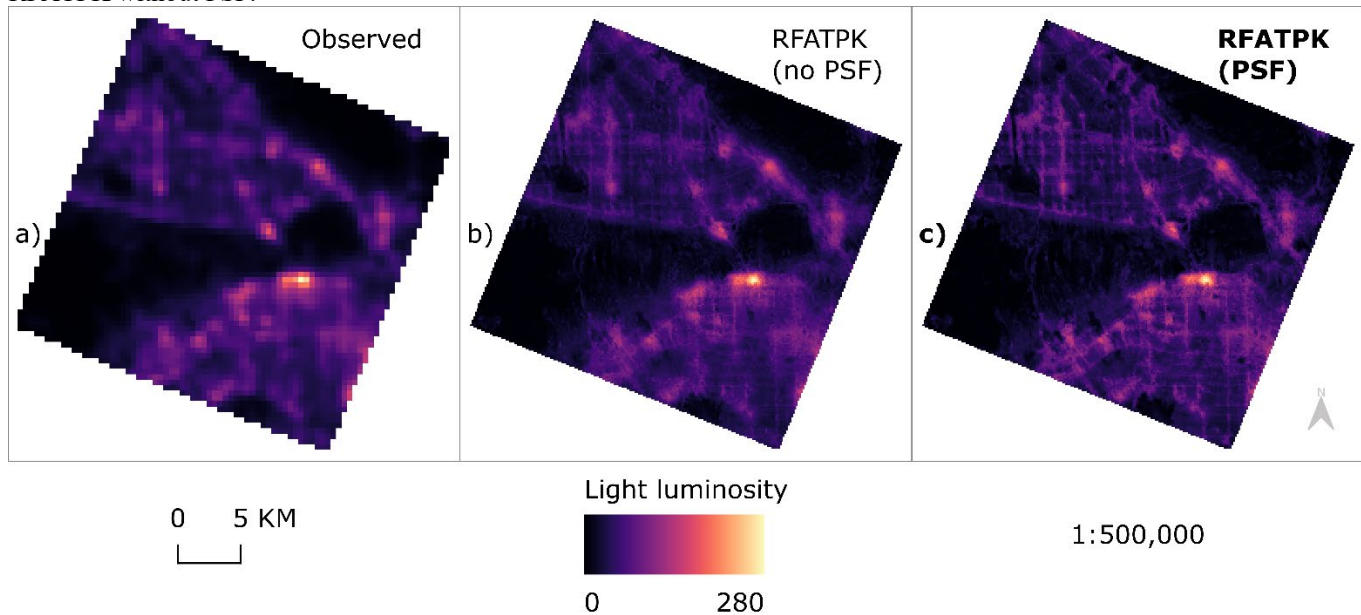 Observed
RFATPK
(no PSF)
RFATPK
(PSF)
a)
b)
c)
N
0 5 KM
Light luminosity
0 280
1:500,000